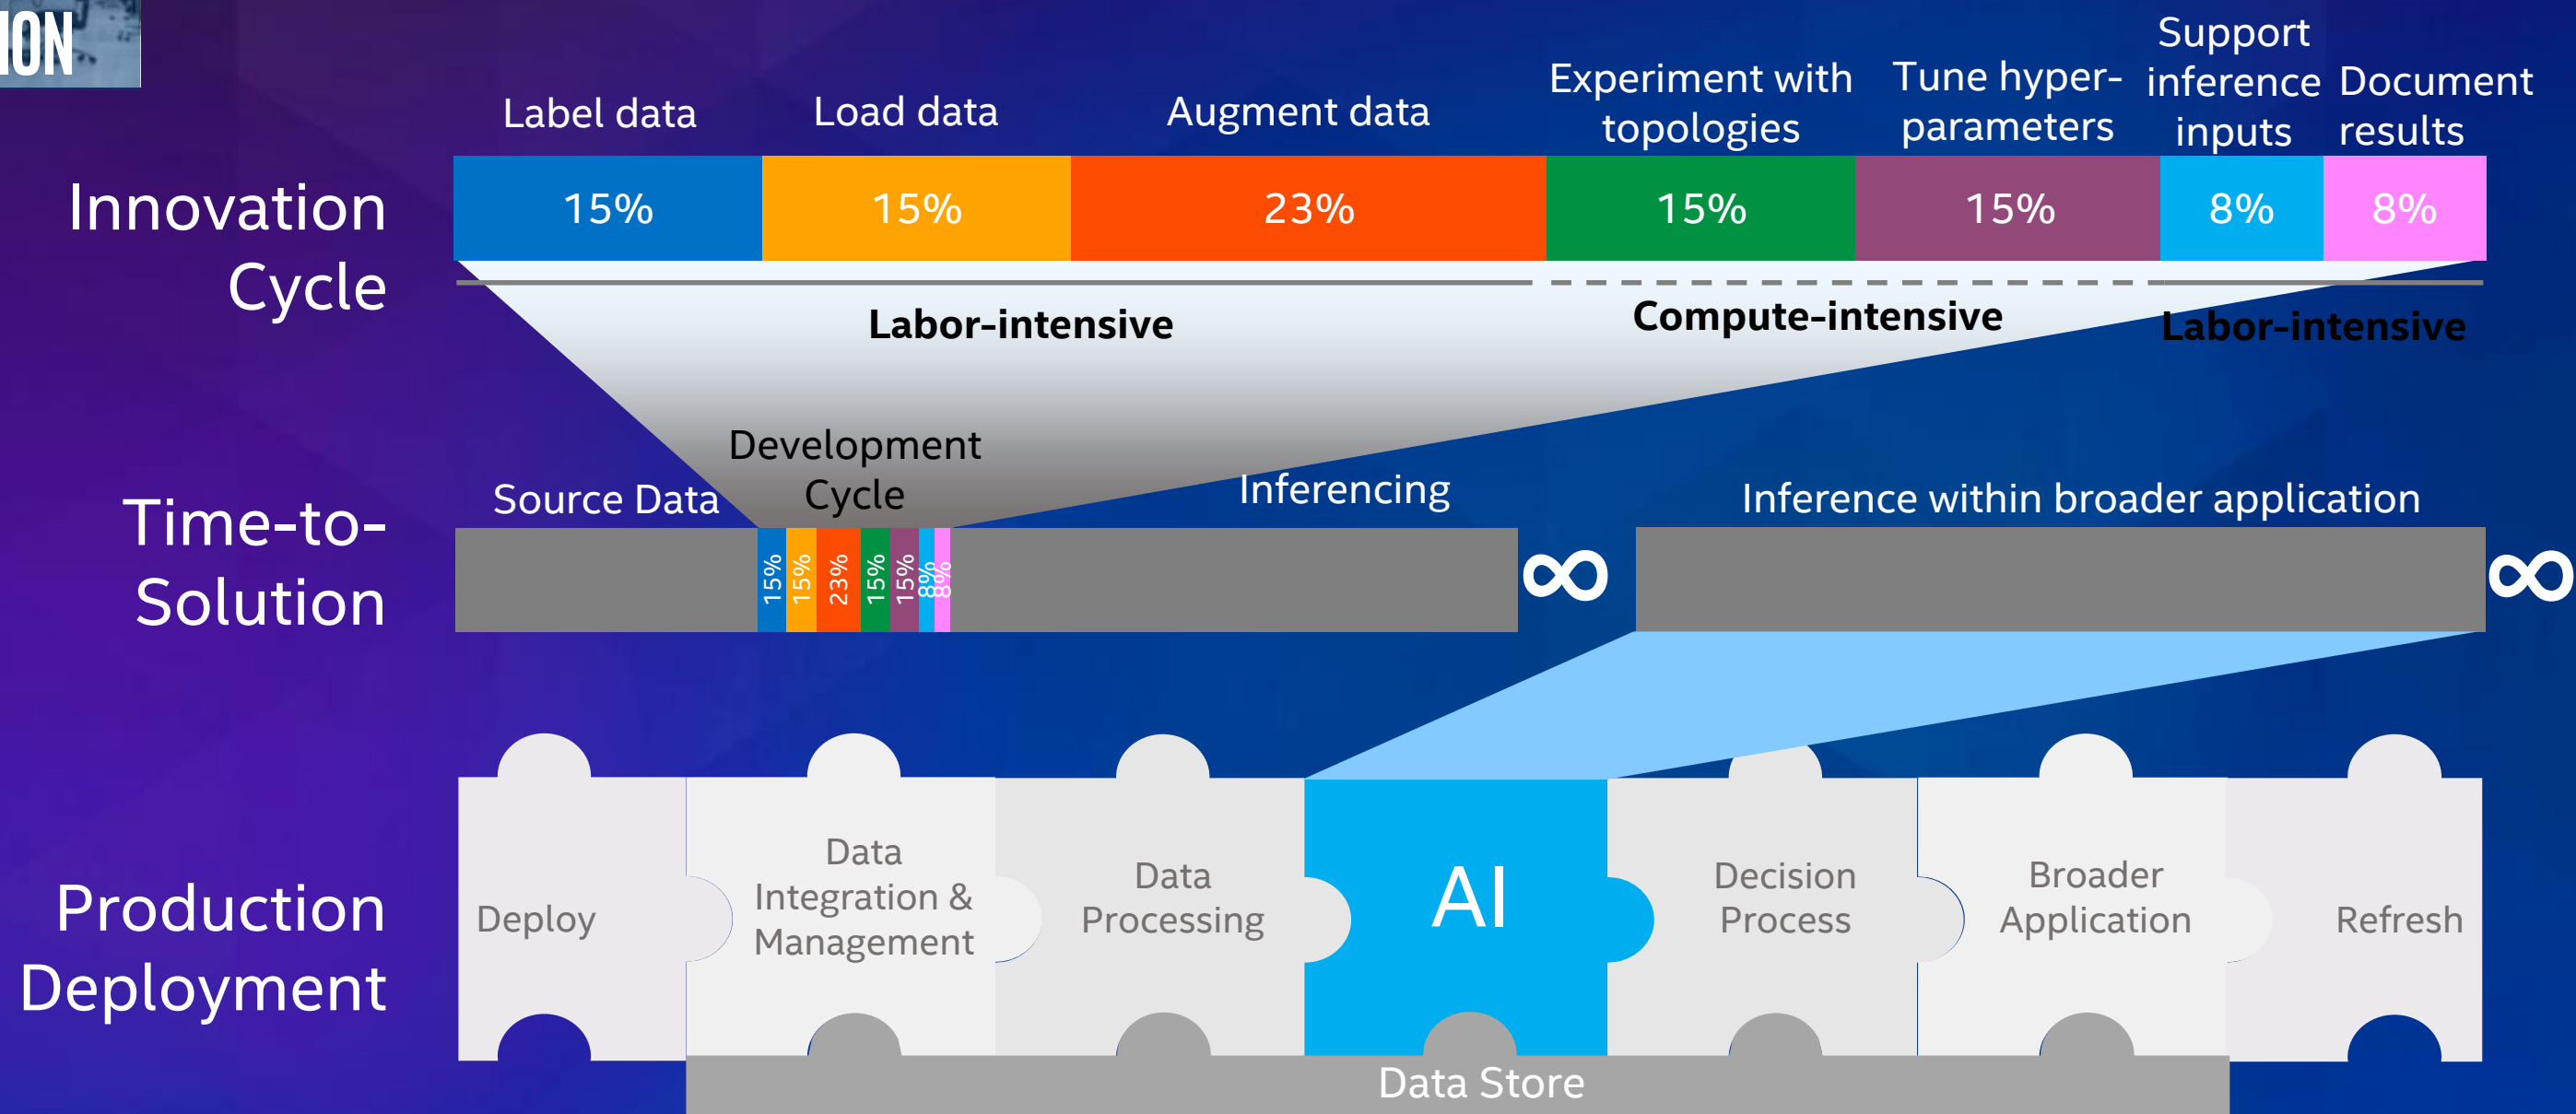 ION
Label data
Load data
Augment data
Experiment with
topologies
Tune hyper-
parameters
Support
inference
inputs
Document
results
Innovation
Cycle
15%
15%
23%
15%
15%
8%
8%
Labor-intensive
Compute-intensive
Labor-intensive
Time-to-
Solution
Source Data
Development
Cycle
Inferencing
Inference within broader application
15%
15%
23%
15%
15%
8%
8%
∞
∞
Production
Deployment
Deploy
Data
Integration &
Management
Data
Processing
AI
Decision
Process
Broader
Application
Refresh
Data Store